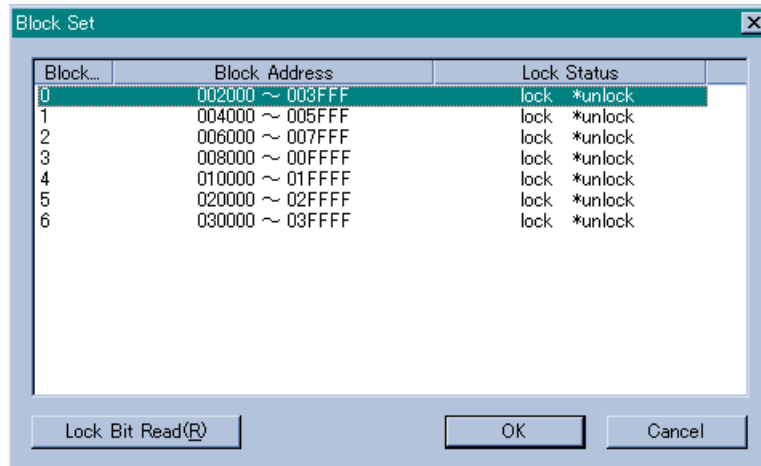 Block Set
Block... Block Address Lock Status
0 002000 ～ 003FFF lock *unlock
1 004000 ～ 005FFF lock *unlock
2 006000 ～ 007FFF lock *unlock
3 008000 ～ 00FFFF lock *unlock
4 010000 ～ 01FFFF lock *unlock
5 020000 ～ 02FFFF lock *unlock
6 030000 ～ 03FFFF lock *unlock
Lock Bit Read(R) OK Cancel